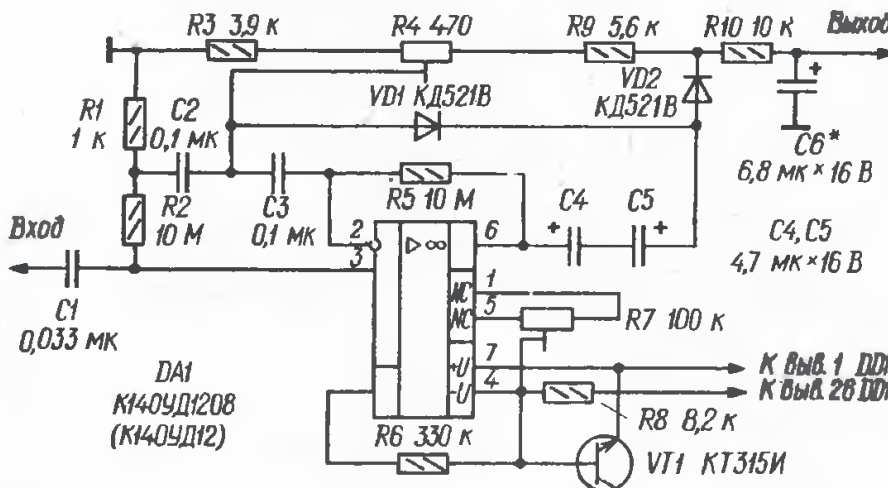 R3 3,9 к
R4 470
R9 5,6 к
R10 10 к
Выход
R1
1 к
C2
0,1 мк
VD1 КД521В
VD2
КД521В
+
C6*
6,8 мк × 16 В
R2
10 М
C3
0,1 мк
R5 10 М
C4
C5
+
+
C4, C5
4,7 мк × 16 В
Вход
C1
0,033 мк
2
3
▷ ∞
6
NC
1
NC
5
+U
7
-U
4
R7 100 к
К выв. 1 DD
К выв. 26 DD
R8 8,2 к
DA1
К140УД1208
(К140УД12)
R6 330 к
VT1 КТ315И